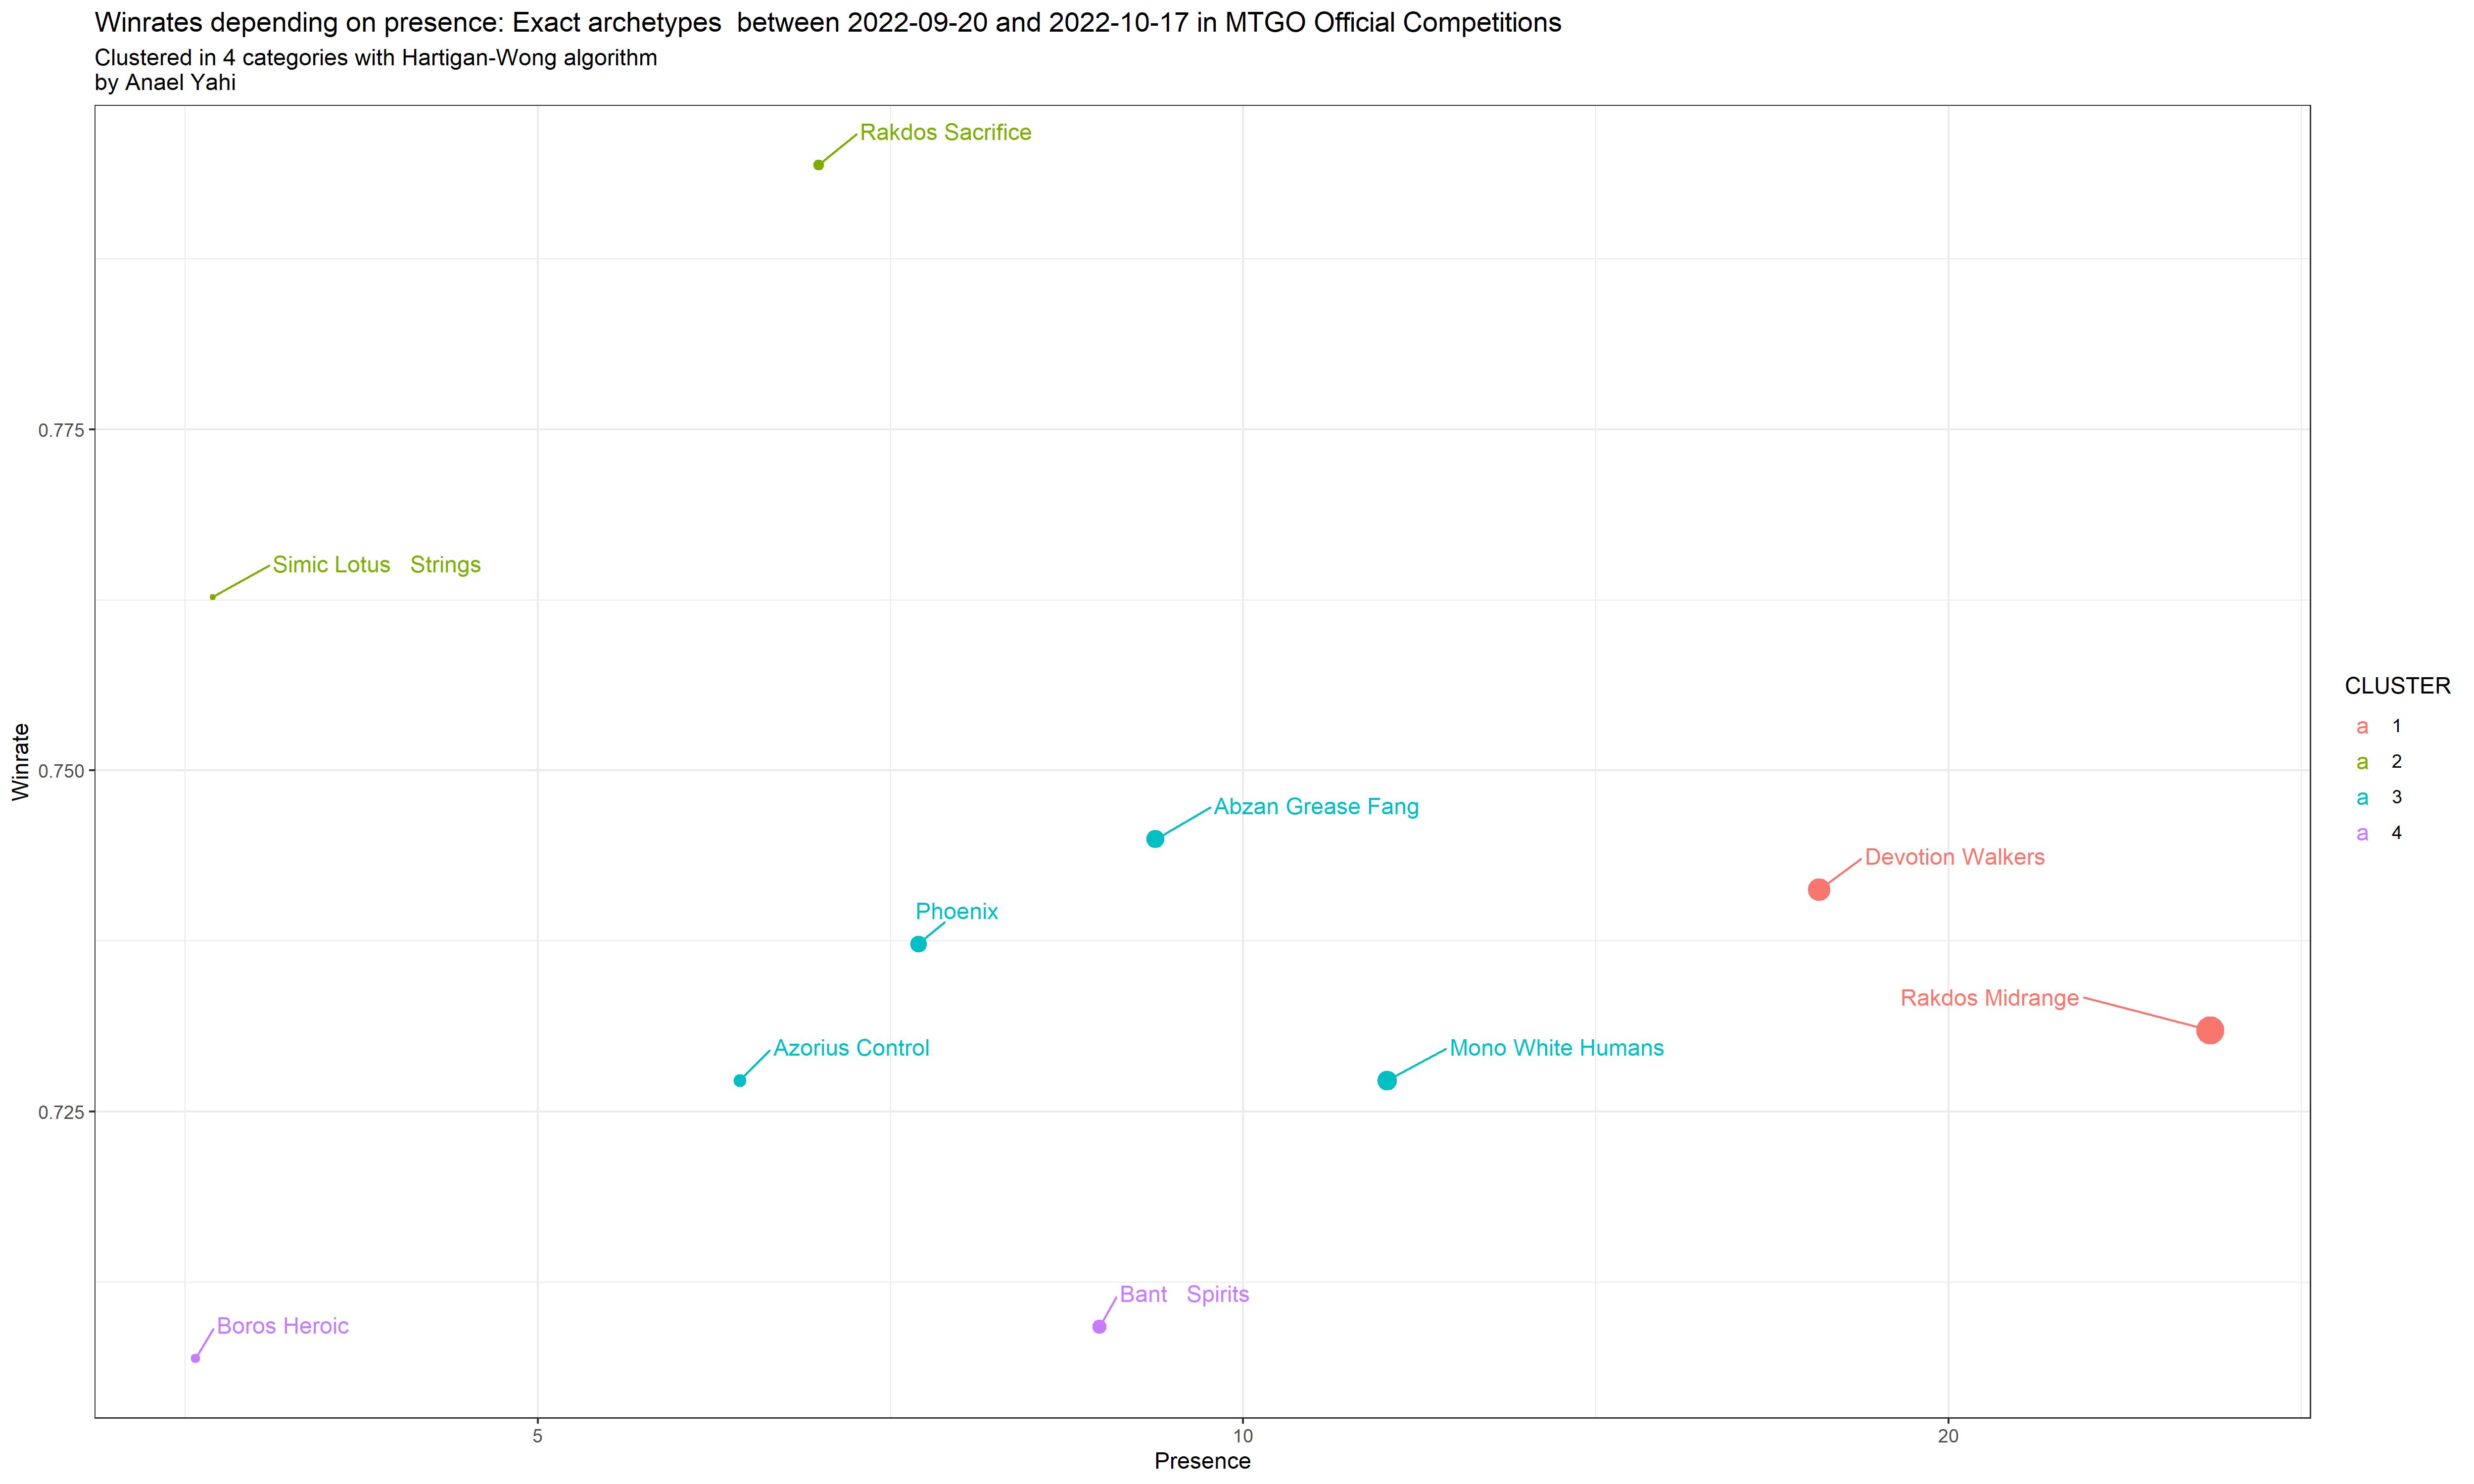 Winrates depending on presence: Exact archetypes  between 2022-09-20 and 2022-10-17 in MTGO Official Competitions
Clustered in 4 categories with Hartigan-Wong algorithm
by Anael Yahi
Rakdos Sacrifice
0.775
Simic Lotus   Strings
Winrate
0.750
Abzan Grease Fang
Devotion Walkers
Phoenix
Rakdos Midrange
Azorius Control
Mono White Humans
0.725
Bant   Spirits
Boros Heroic
5
10
20
Presence
CLUSTER
a 1
a 2
a 3
a 4